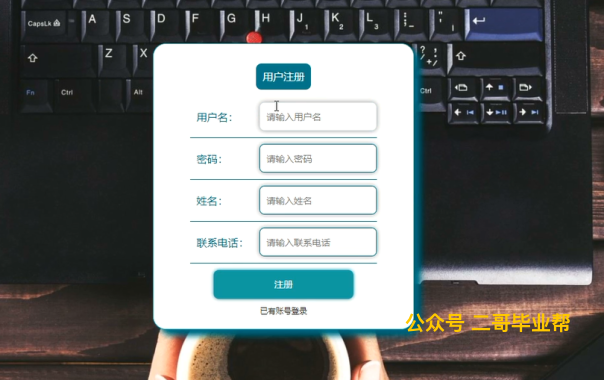 CapsLk A S D F G H J 1 K 2 L 3 : ; " '
Z X ? /
Fn Ctrl Alt Ctrl
用户注册
用户名: 请输入用户名
密码: 请输入密码
姓名: 请输入姓名
联系电话: 请输入联系电话
注册
已有账号登录
公众号 二哥毕业帮